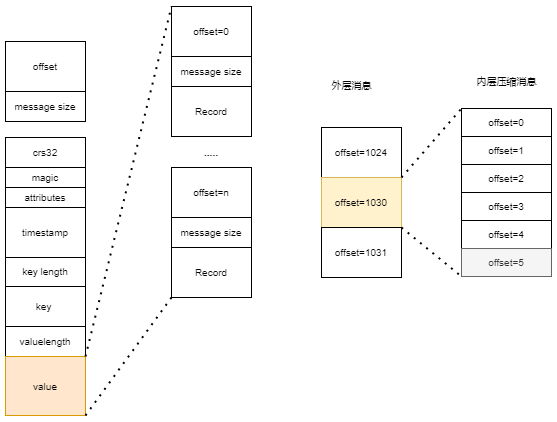 offset
message size
crs32
magic
attributes
timestamp
key length
key
valuelength
value
offset=0
message size
Record
.....
offset=n
message size
Record
外层消息
offset=1024
offset=1030
offset=1031
内层压缩消息
offset=0
offset=1
offset=2
offset=3
offset=4
offset=5